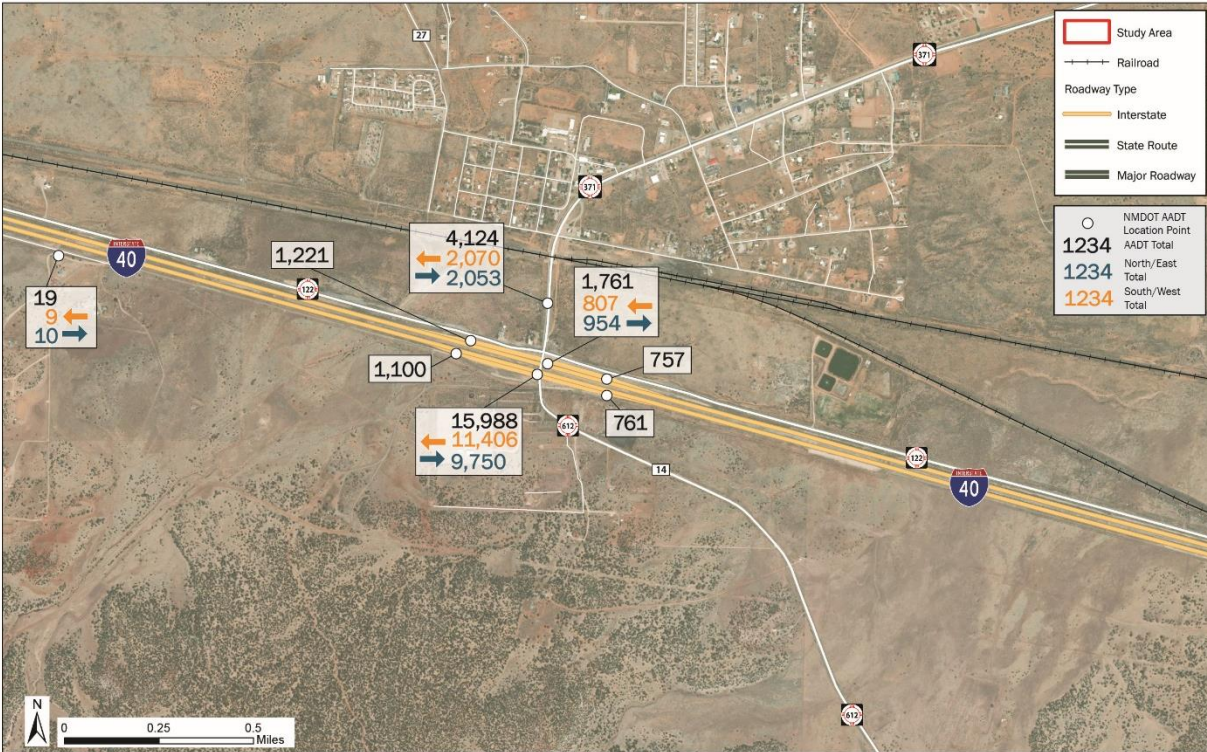 27
371
371
Study Area
Railroad
Roadway Type
Interstate
State Route
Major Roadway
NMDOT AADT
Location Point
1234 AADT Total
1234 North/East
Total
1234 South/West
Total
INTERSTATE
40
122
19
9
10
1,221
4,124
2,070
2,053
1,761
807
954
1,100
757
761
15,988
11,406
9,750
612
14
122
INTERSTATE
40
612
N
0 0.25 0.5
Miles